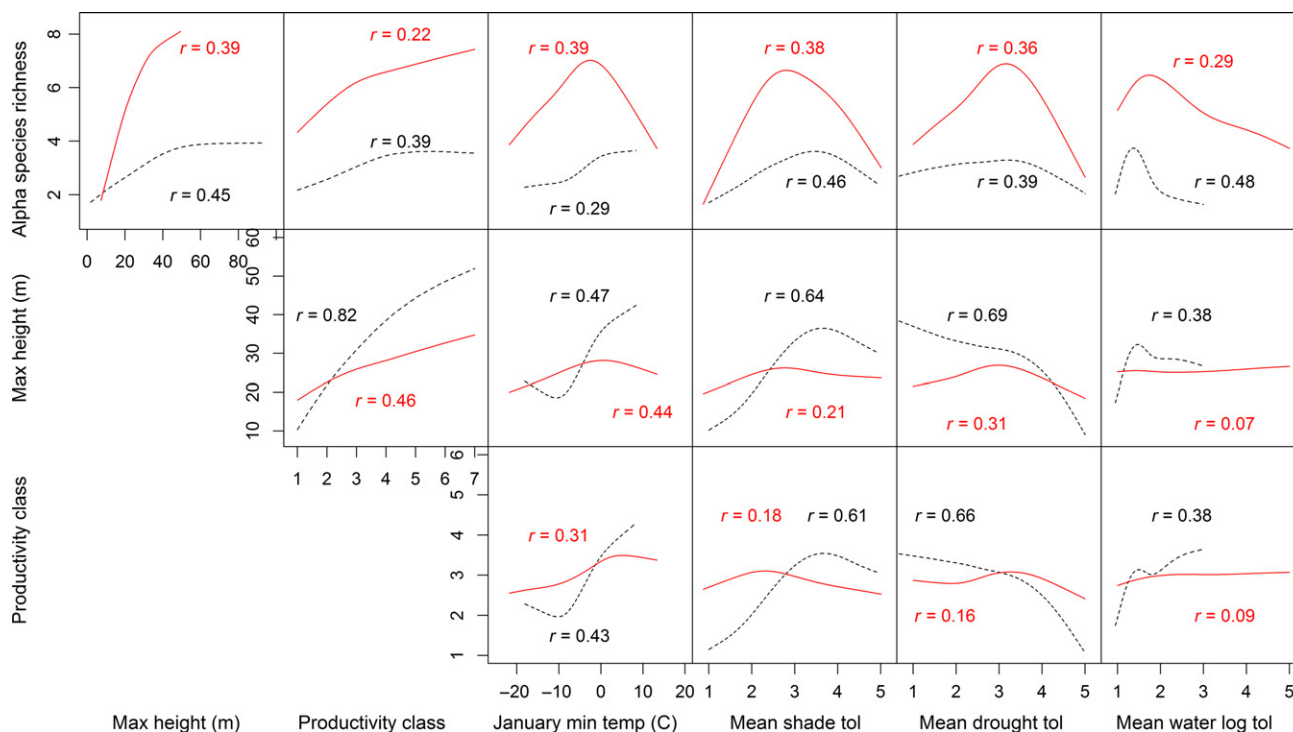 Alpha species richness
8
6
4
2
r = 0.39
r = 0.45
r = 0.22
r = 0.39
r = 0.39
r = 0.29
r = 0.38
r = 0.46
r = 0.36
r = 0.39
r = 0.29
r = 0.48
0 20 40 60 80
Max height (m)
60
50
40
30
20
10
r = 0.82
r = 0.46
r = 0.47
r = 0.44
r = 0.64
r = 0.21
r = 0.69
r = 0.31
r = 0.38
r = 0.07
1 2 3 4 5 6 7
Productivity class
6
5
4
3
2
1
r = 0.31
r = 0.43
r = 0.18
r = 0.61
r = 0.66
r = 0.16
r = 0.38
r = 0.09
–20 –10 0 10 20
1 2 3 4 5
1 2 3 4 5
1 2 3 4 5
Max height (m)
Productivity class
January min temp (C)
Mean shade tol
Mean drought tol
Mean water log tol